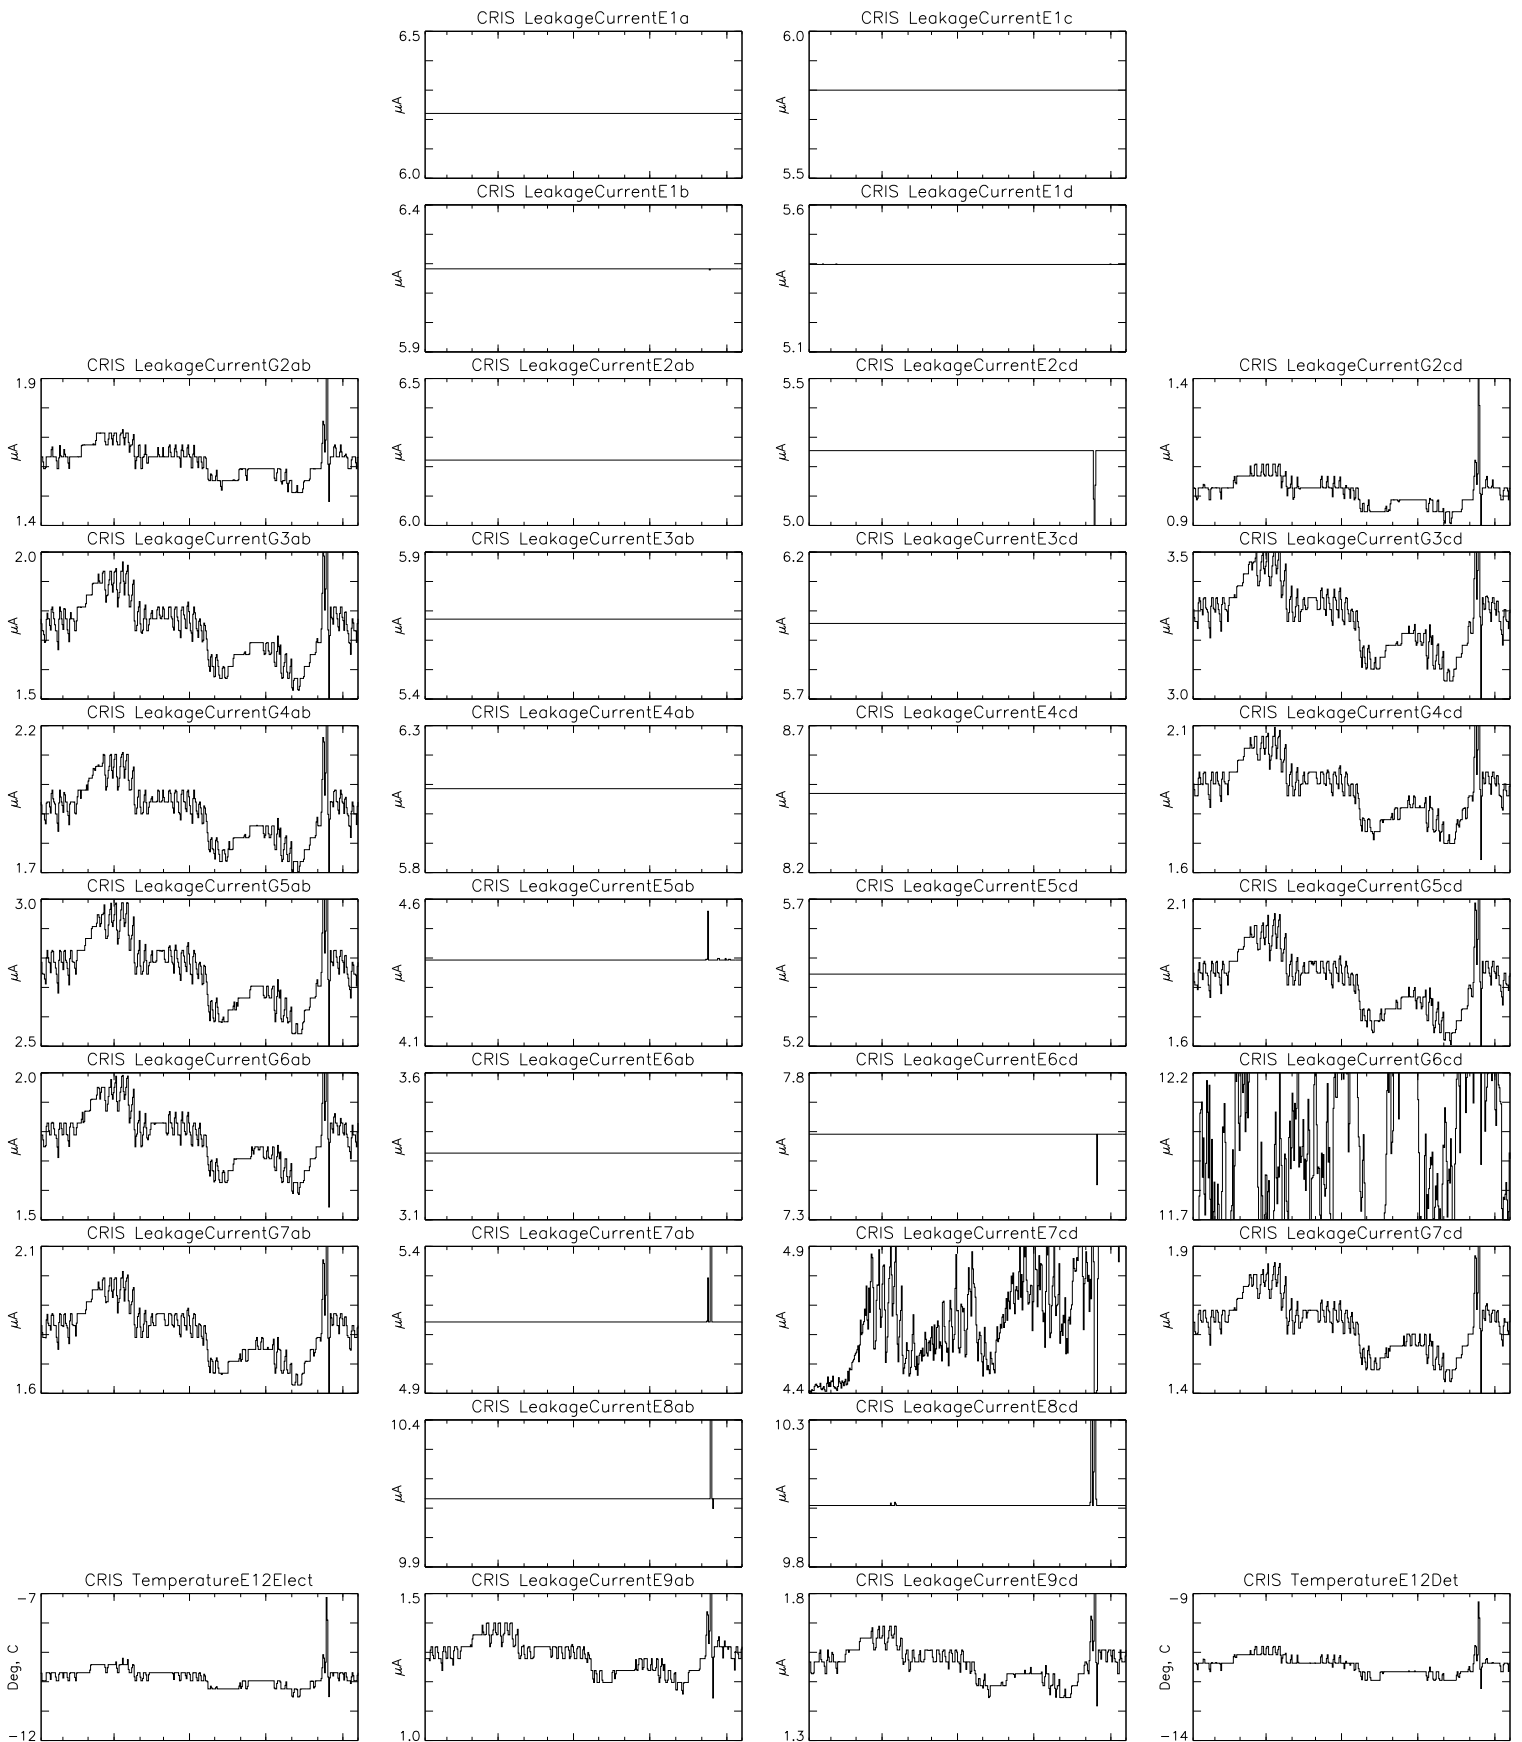 CRIS LeakageCurrentE1a
6.5
μA
6.0
CRIS LeakageCurrentE1c
6.0
μA
5.5
CRIS LeakageCurrentE1b
6.4
μA
5.9
CRIS LeakageCurrentE1d
5.6
μA
5.1
CRIS LeakageCurrentG2ab
1.9
μA
1.4
CRIS LeakageCurrentE2ab
6.5
μA
6.0
CRIS LeakageCurrentE2cd
5.5
μA
5.0
CRIS LeakageCurrentG2cd
1.4
μA
0.9
CRIS LeakageCurrentG3ab
2.0
μA
1.5
CRIS LeakageCurrentE3ab
5.9
μA
5.4
CRIS LeakageCurrentE3cd
6.2
μA
5.7
CRIS LeakageCurrentG3cd
3.5
μA
3.0
CRIS LeakageCurrentG4ab
2.2
μA
1.7
CRIS LeakageCurrentE4ab
6.3
μA
5.8
CRIS LeakageCurrentE4cd
8.7
μA
8.2
CRIS LeakageCurrentG4cd
2.1
μA
1.6
CRIS LeakageCurrentG5ab
3.0
μA
2.5
CRIS LeakageCurrentE5ab
4.6
μA
4.1
CRIS LeakageCurrentE5cd
5.7
μA
5.2
CRIS LeakageCurrentG5cd
2.1
μA
1.6
CRIS LeakageCurrentG6ab
2.0
μA
1.5
CRIS LeakageCurrentE6ab
3.6
μA
3.1
CRIS LeakageCurrentE6cd
7.8
μA
7.3
CRIS LeakageCurrentG6cd
12.2
μA
11.7
CRIS LeakageCurrentG7ab
2.1
μA
1.6
CRIS LeakageCurrentE7ab
5.4
μA
4.9
CRIS LeakageCurrentE7cd
4.9
μA
4.4
CRIS LeakageCurrentG7cd
1.9
μA
1.4
CRIS LeakageCurrentE8ab
10.4
μA
9.9
CRIS LeakageCurrentE8cd
10.3
μA
9.8
CRIS TemperatureE12Elect
-7
Deg, C
-12
CRIS LeakageCurrentE9ab
1.5
μA
1.0
CRIS LeakageCurrentE9cd
1.8
μA
1.3
CRIS TemperatureE12Det
-9
Deg, C
-14